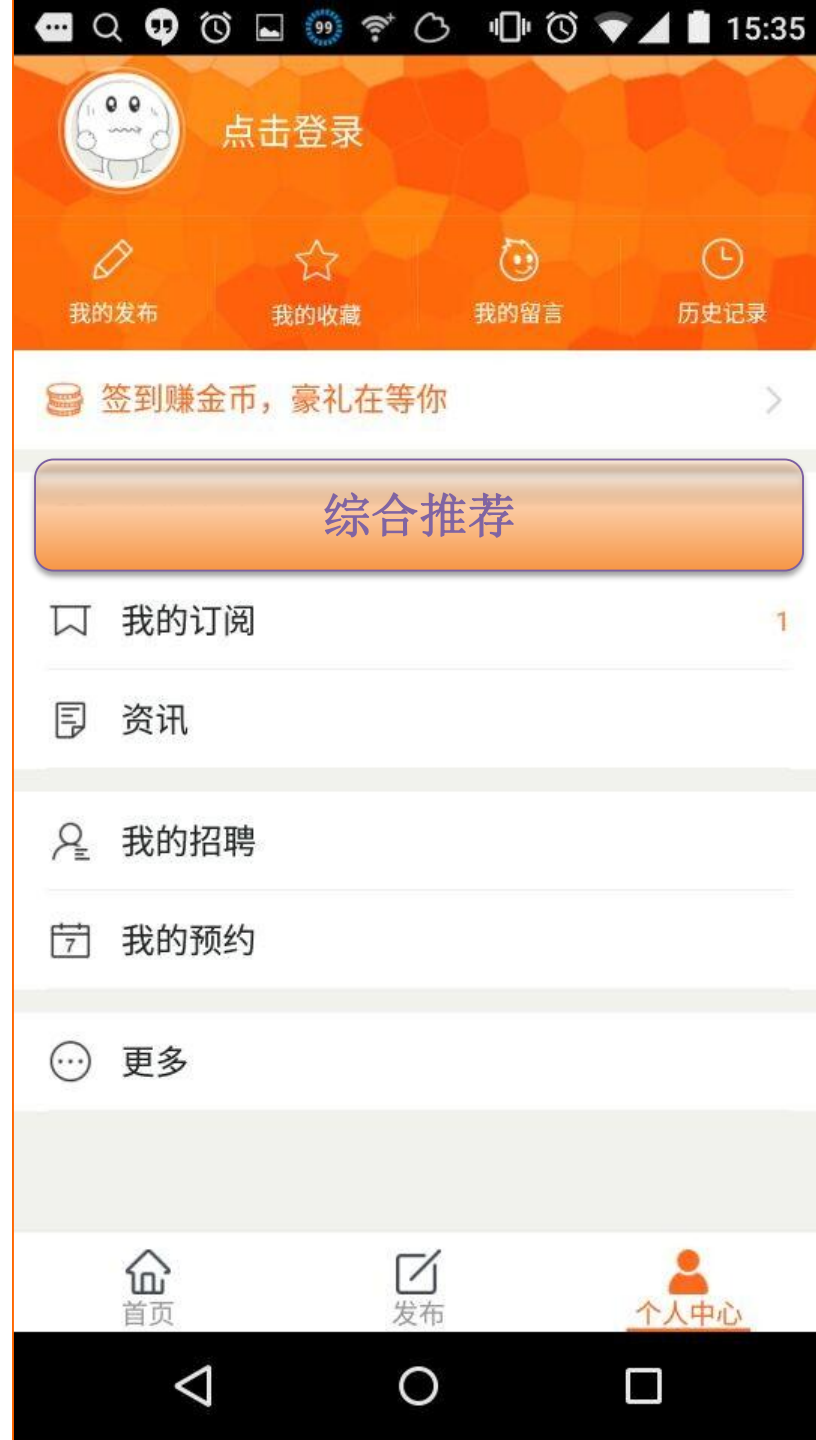 99 15:35
点击登录
我的发布 我的收藏 我的留言 历史记录
签到赚金币，豪礼在等你
综合推荐
我的订阅 1
资讯
我的招聘
7 我的预约
更多
首页 发布 个人中心